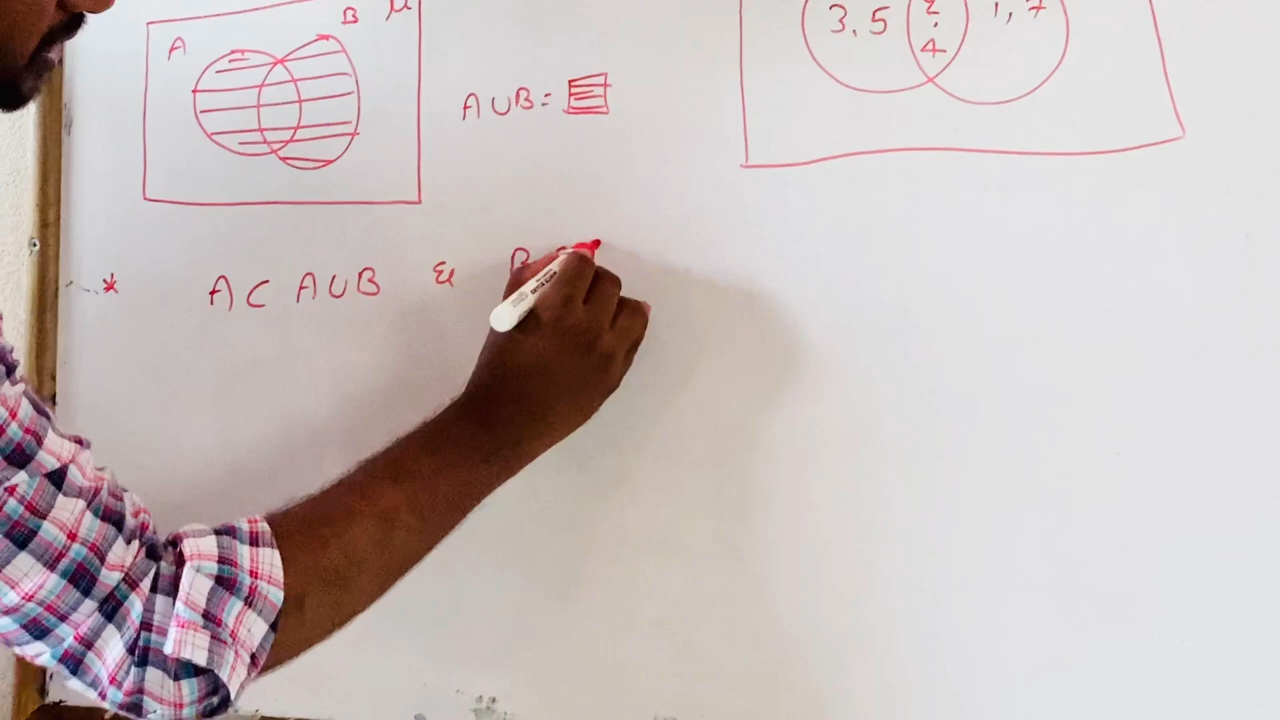 A B μ
A ∪ B =
3, 5 2, 4 1, 7
* A ⊂ A ∪ B & B